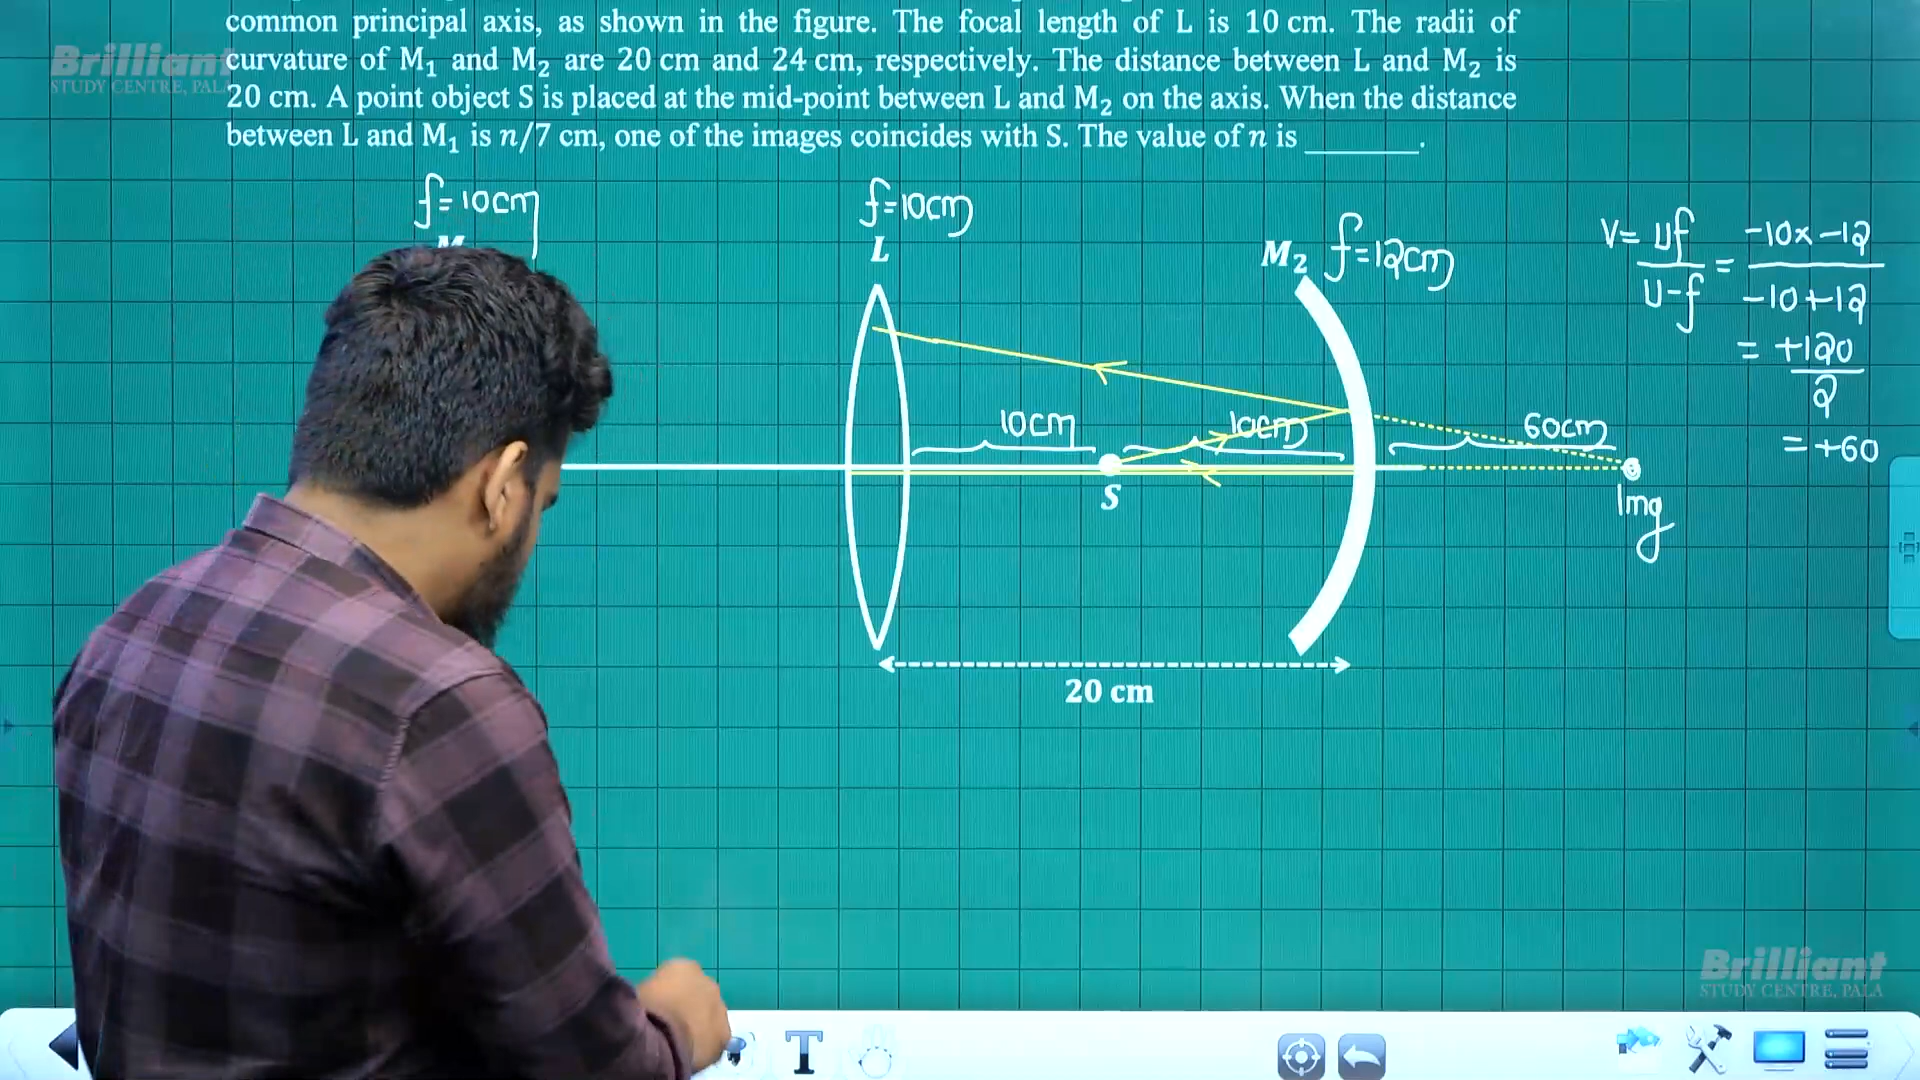 common principal axis, as shown in the figure. The focal length of L is 10 cm. The radii of
Brilliant
STUDY CENTRE, PALA
curvature of M₁ and M₂ are 20 cm and 24 cm, respectively. The distance between L and M₂ is
20 cm. A point object S is placed at the mid-point between L and M₂ on the axis. When the distance
between L and M₁ is n/7 cm, one of the images coincides with S. The value of n is ________.
f=10cm
f=10cm
L
M₂ f=12cm
V= Uf/U-f = -10x-12/-10+12
= +120/2
= +60
10cm
10cm
60cm
S
Img
20 cm
Brilliant
STUDY CENTRE, PALA
T